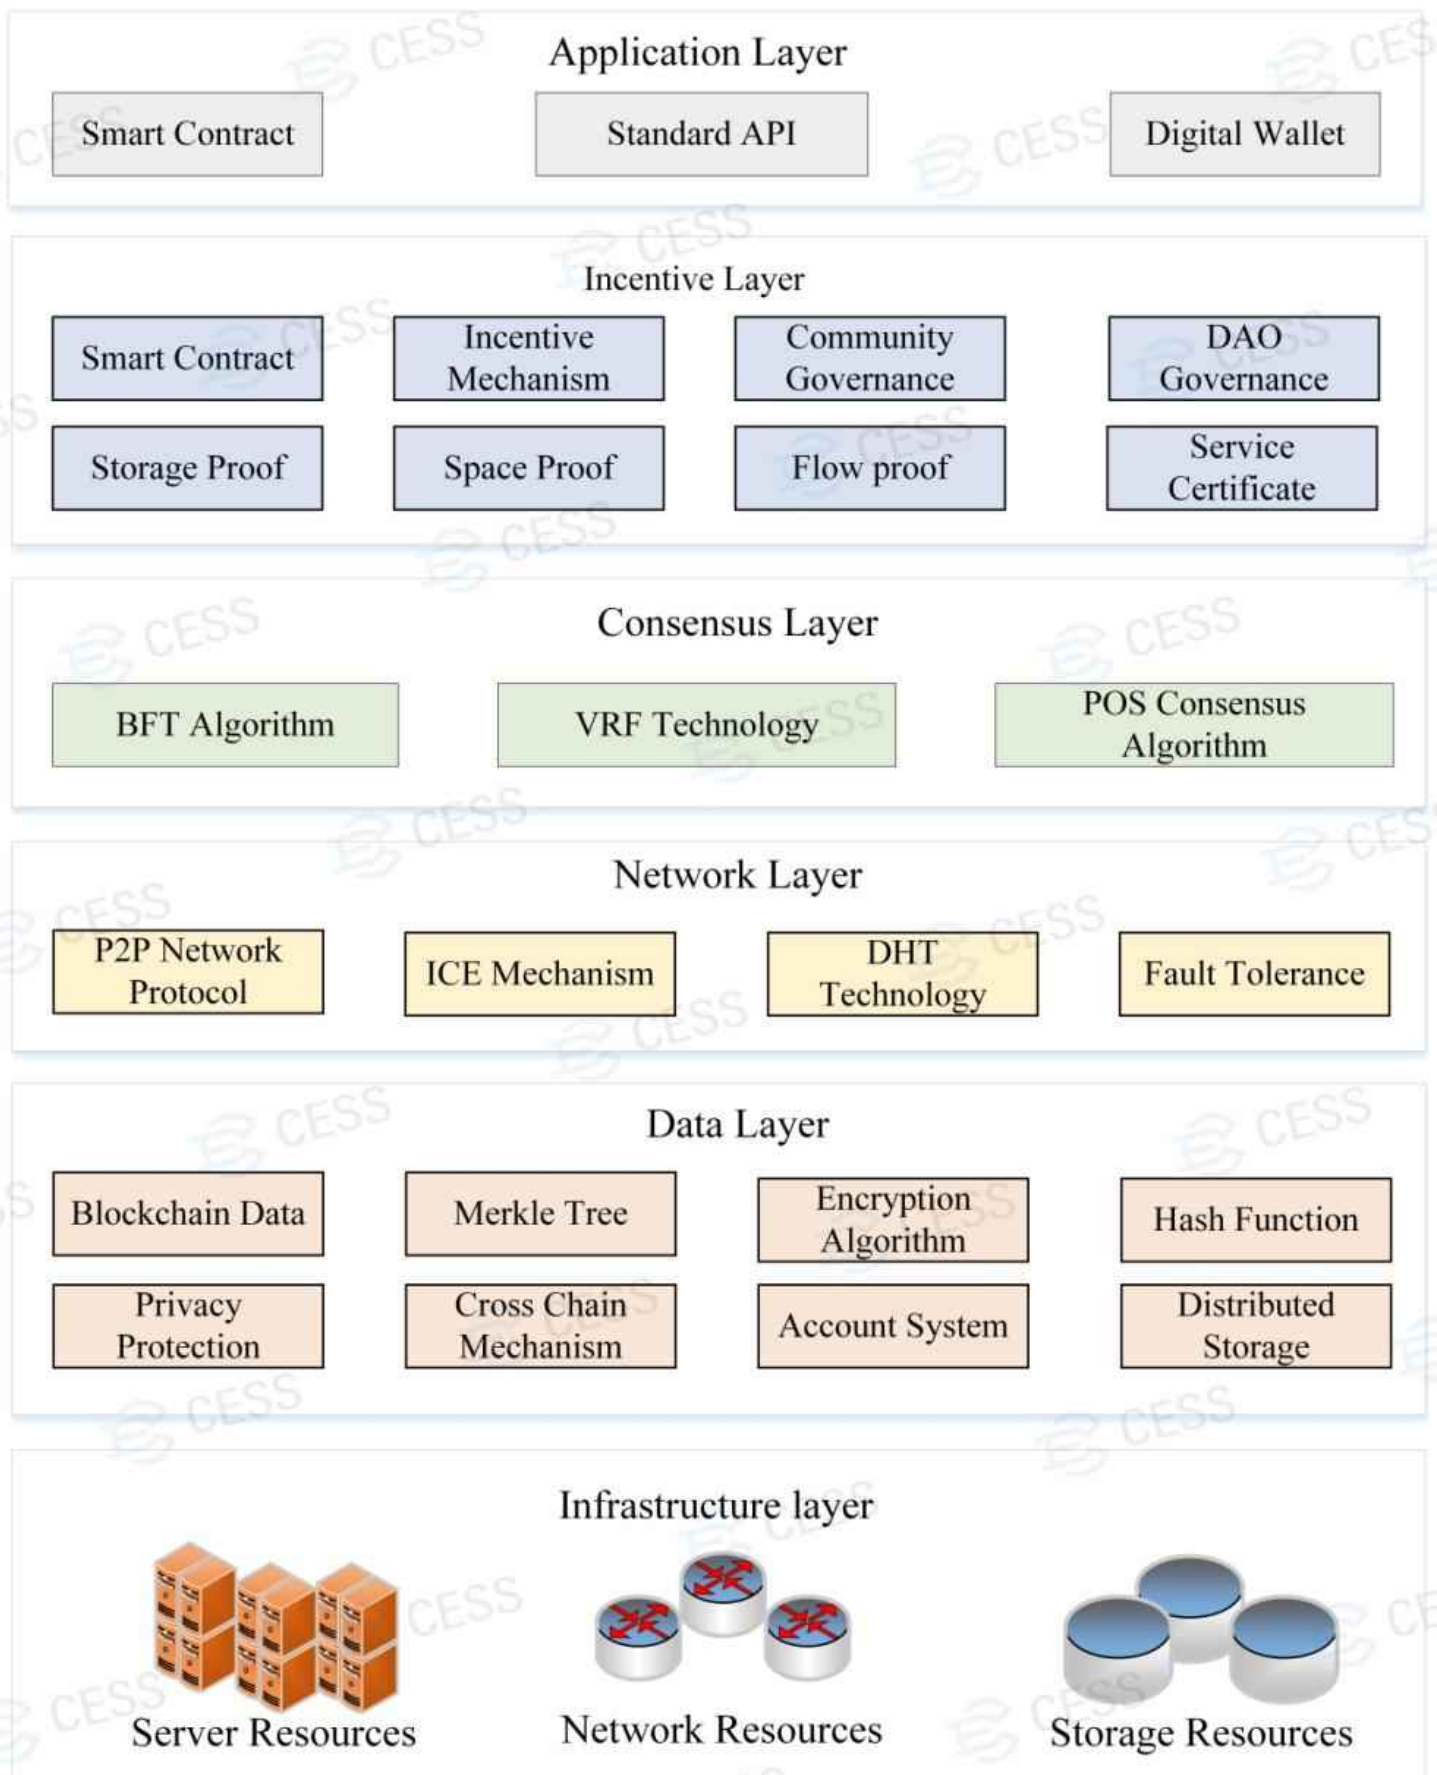 Application Layer
Smart Contract
Standard API
Digital Wallet
Incentive Layer
Smart Contract
Incentive
Mechanism
Community
Governance
DAO
Governance
Storage Proof
Space Proof
Flow proof
Service
Certificate
Consensus Layer
BFT Algorithm
VRF Technology
POS Consensus
Algorithm
Network Layer
P2P Network
Protocol
ICE Mechanism
DHT
Technology
Fault Tolerance
Data Layer
Blockchain Data
Merkle Tree
Encryption
Algorithm
Hash Function
Privacy
Protection
Cross Chain
Mechanism
Account System
Distributed
Storage
Infrastructure layer
Server Resources
Network Resources
Storage Resources
CESS